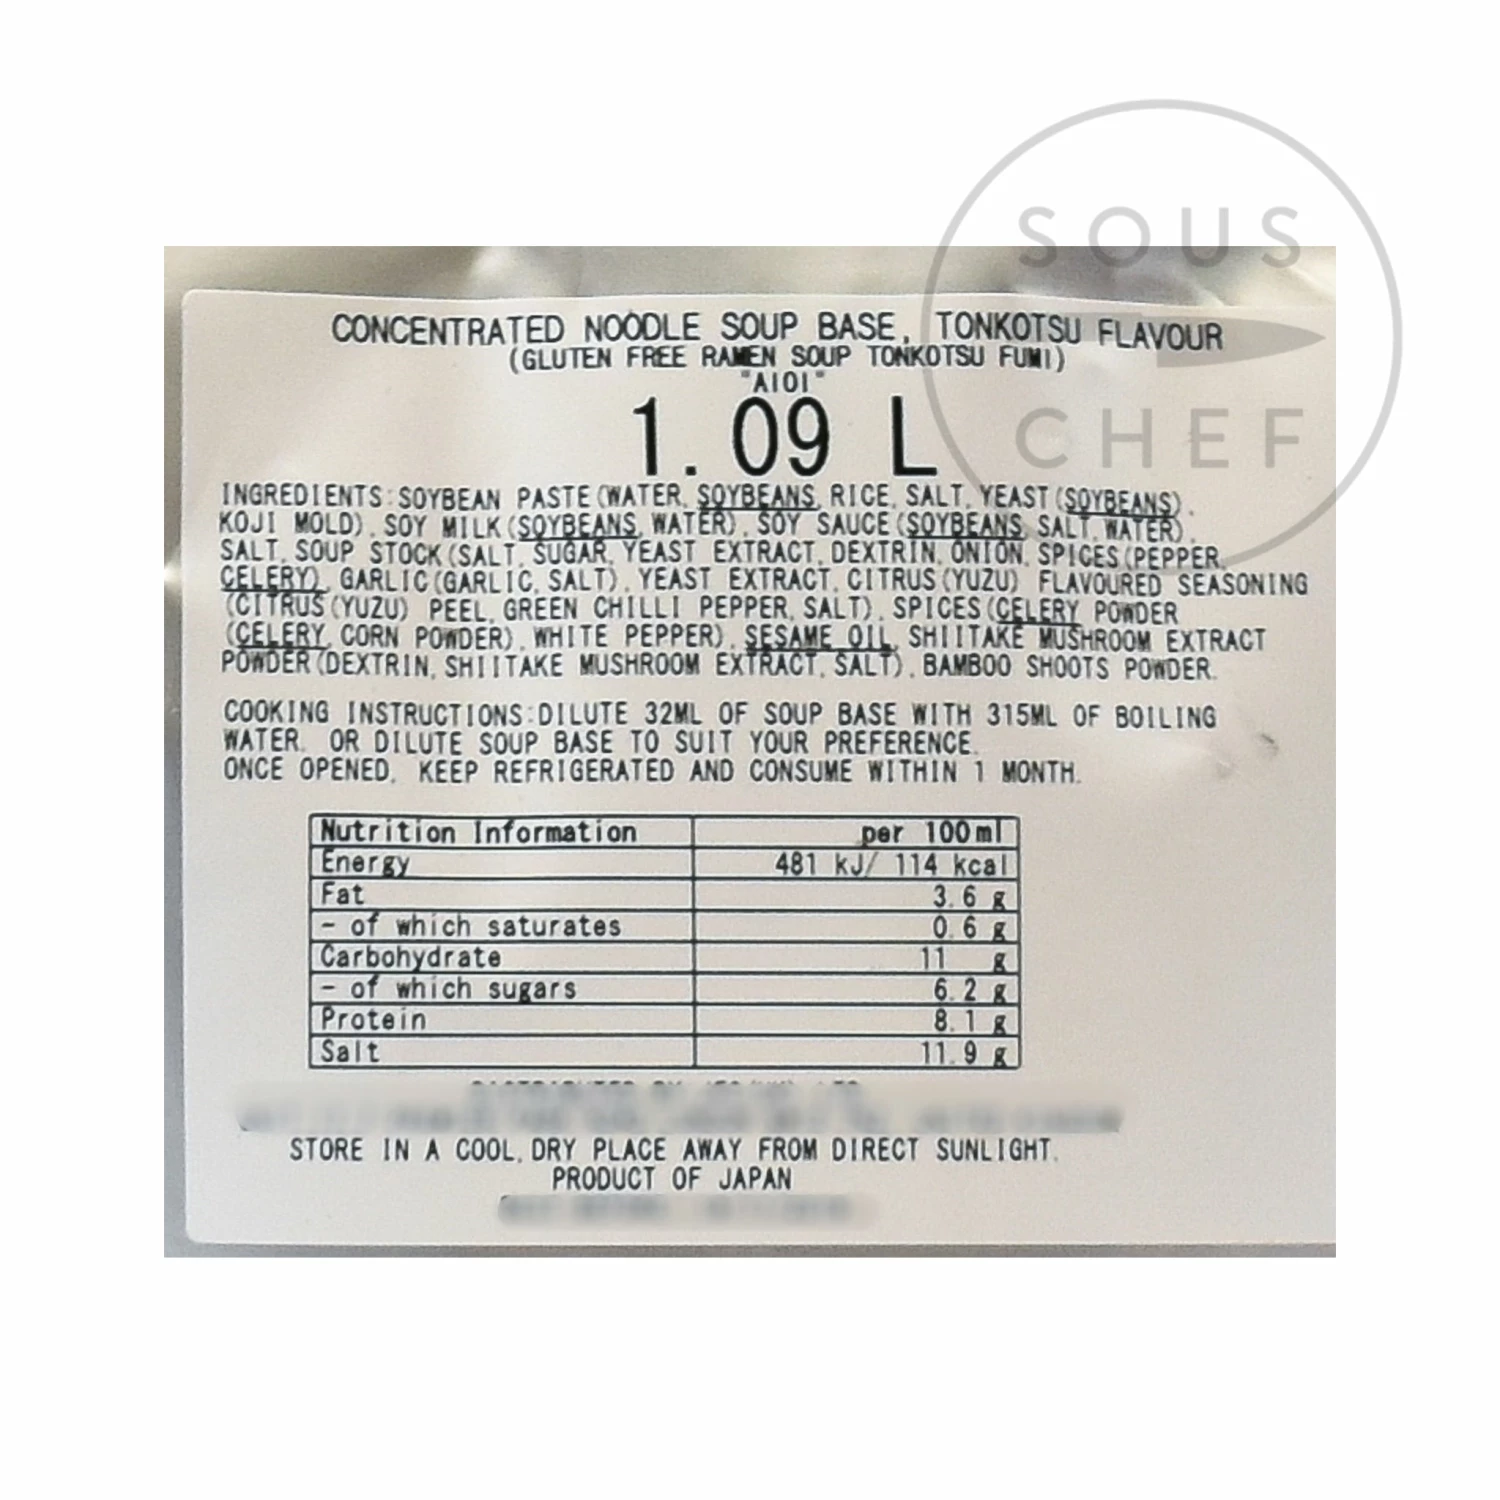 SOUS
CHEF
CONCENTRATED NOODLE SOUP BASE, TONKOTSU FLAVOUR
(GLUTEN FREE RAMEN SOUP TONKOTSU FUMI)
"AIOI"
1.09 L
INGREDIENTS:SOYBEAN PASTE(WATER, SOYBEANS, RICE, SALT, YEAST(SOYBEANS),
KOJI MOLD), SOY MILK(SOYBEANS, WATER), SOY SAUCE(SOYBEANS, SALT, WATER),
SALT, SOUP STOCK(SALT, SUGAR, YEAST EXTRACT, DEXTRIN, ONION, SPICES(PEPPER,
CELERY), GARLIC(GARLIC, SALT), YEAST EXTRACT, CITRUS(YUZU) FLAVOURED SEASONING
(CITRUS(YUZU) PEEL, GREEN CHILLI PEPPER, SALT), SPICES(CELERY POWDER
(CELERY, CORN POWDER), WHITE PEPPER), SESAME OIL, SHIITAKE MUSHROOM EXTRACT
POWDER(DEXTRIN, SHIITAKE MUSHROOM EXTRACT, SALT), BAMBOO SHOOTS POWDER.
COOKING INSTRUCTIONS:DILUTE 32ML OF SOUP BASE WITH 315ML OF BOILING
WATER. OR DILUTE SOUP BASE TO SUIT YOUR PREFERENCE.
ONCE OPENED, KEEP REFRIGERATED AND CONSUME WITHIN 1 MONTH.
Nutrition Information per 100ml
Energy 481 kJ/ 114 kcal
Fat 3.6 g
- of which saturates 0.6 g
Carbohydrate 11 g
- of which sugars 6.2 g
Protein 8.1 g
Salt 11.9 g
STORE IN A COOL, DRY PLACE AWAY FROM DIRECT SUNLIGHT.
PRODUCT OF JAPAN